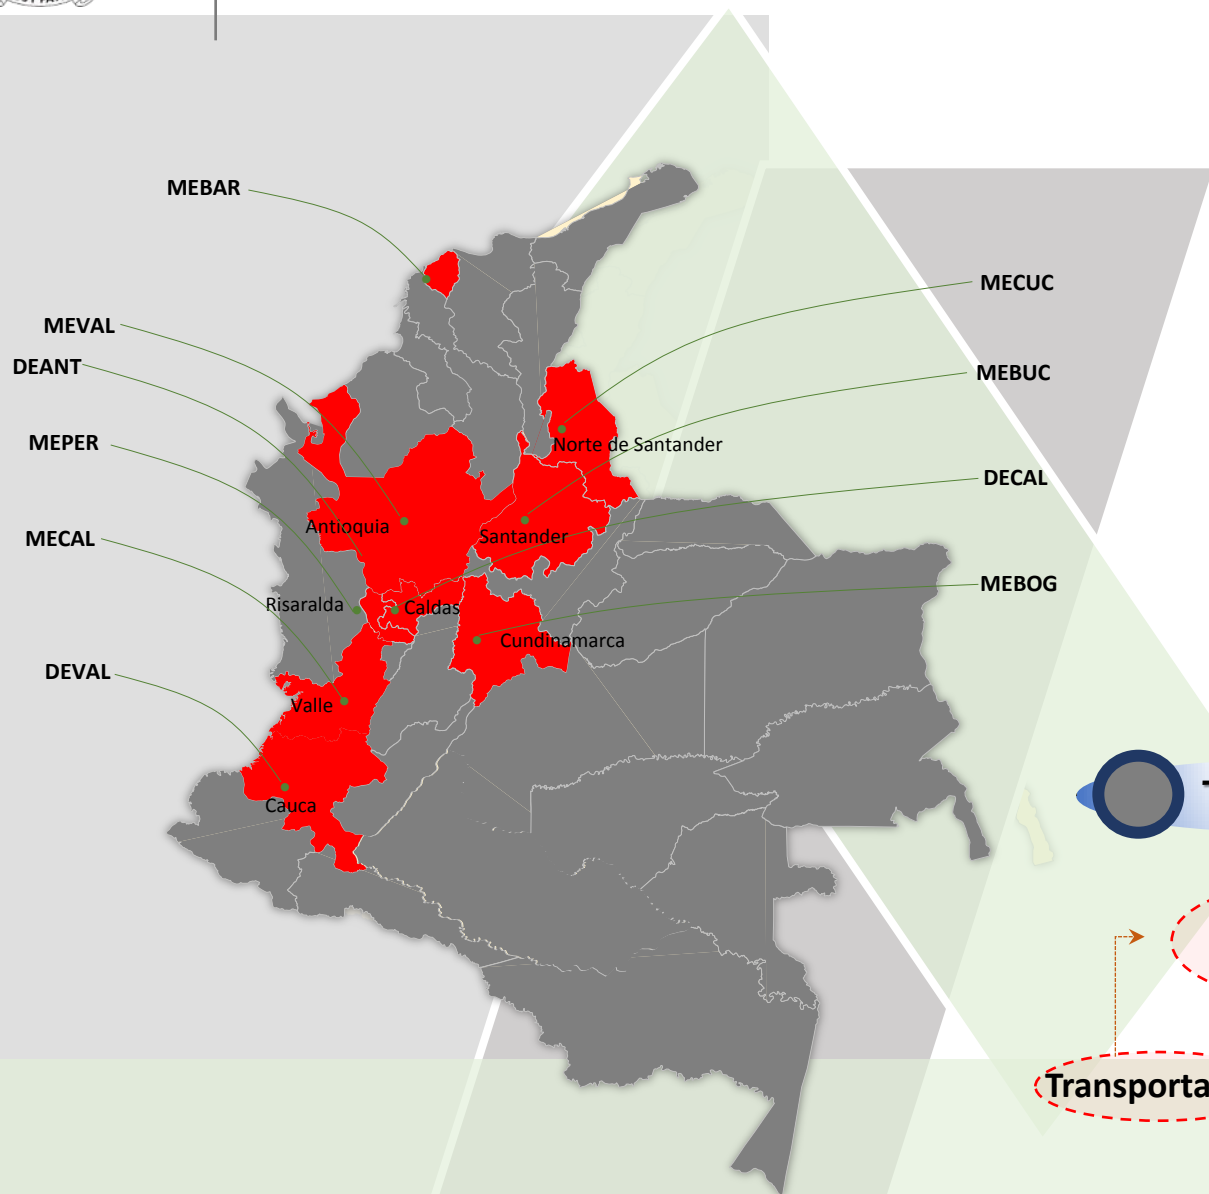 MEBAR
MECUC
MEVAL
DEANT
MEBUC
MEPER
Norte de Santander
DECAL
Antioquia
Santander
MECAL
MEBOG
Risaralda
Caldas
Cundinamarca
DEVAL
Valle
Cauca
Transporta